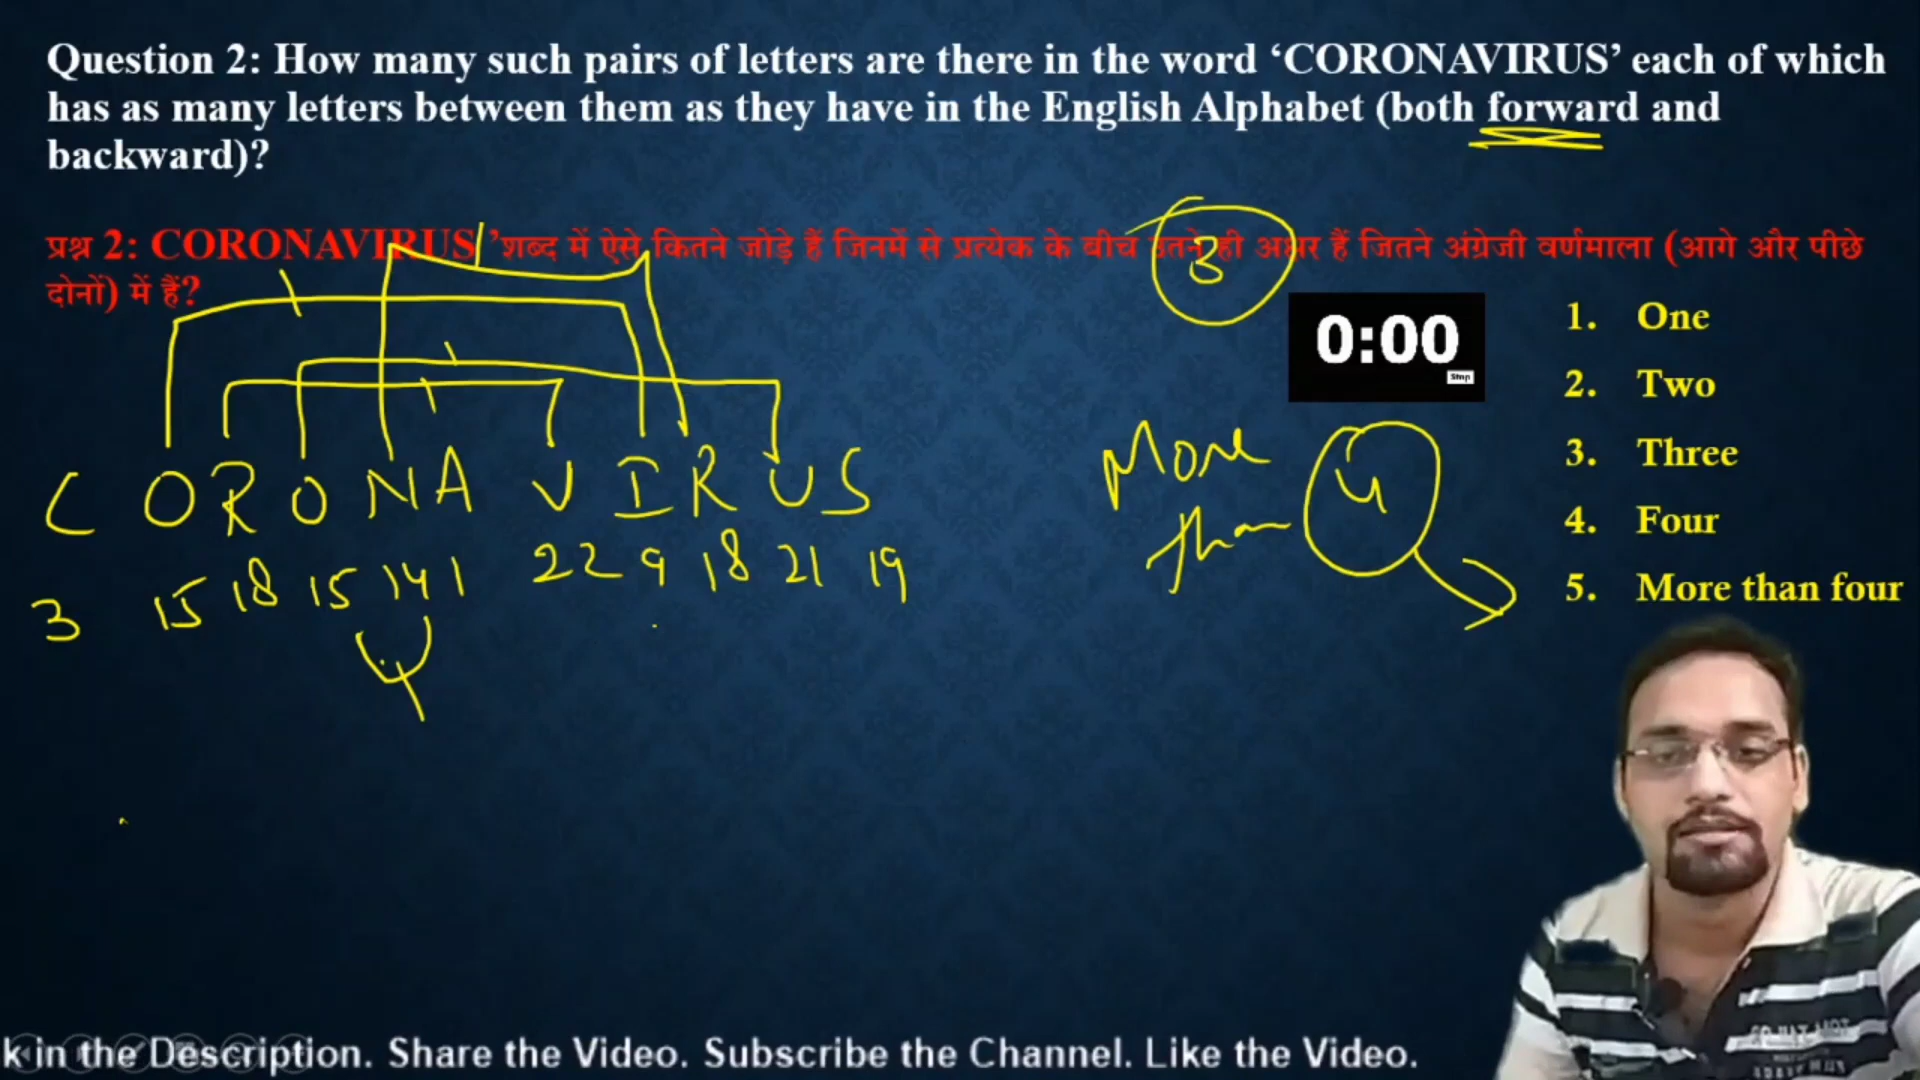 Question 2: How many such pairs of letters are there in the word ‘CORONAVIRUS’ each of which
has as many letters between them as they have in the English Alphabet (both forward and
backward)?
प्रश्न 2: CORONAVIRUS ’शब्द में ऐसे कितने जोड़े हैं जिनमें से प्रत्येक के बीच उतने ही अक्षर हैं जितने अंग्रेजी वर्णमाला (आगे और पीछे
दोनों) में हैं?
3
0:00
Stop
1. One
2. Two
3. Three
4. Four
5. More than four
More
than
4
C O R O N A V I R U S
3 15 18 15 14 1 22 9 18 21 19
k in the Description. Share the Video. Subscribe the Channel. Like the Video.